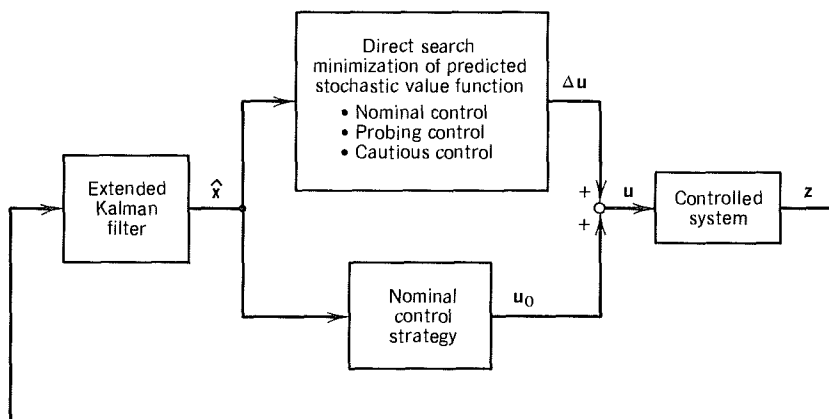 Direct search
minimization of predicted
stochastic value function
• Nominal control
• Probing control
• Cautious control
Δu
Extended
Kalman
filter
x̂
+
+
u
Controlled
system
z
Nominal
control
strategy
u₀